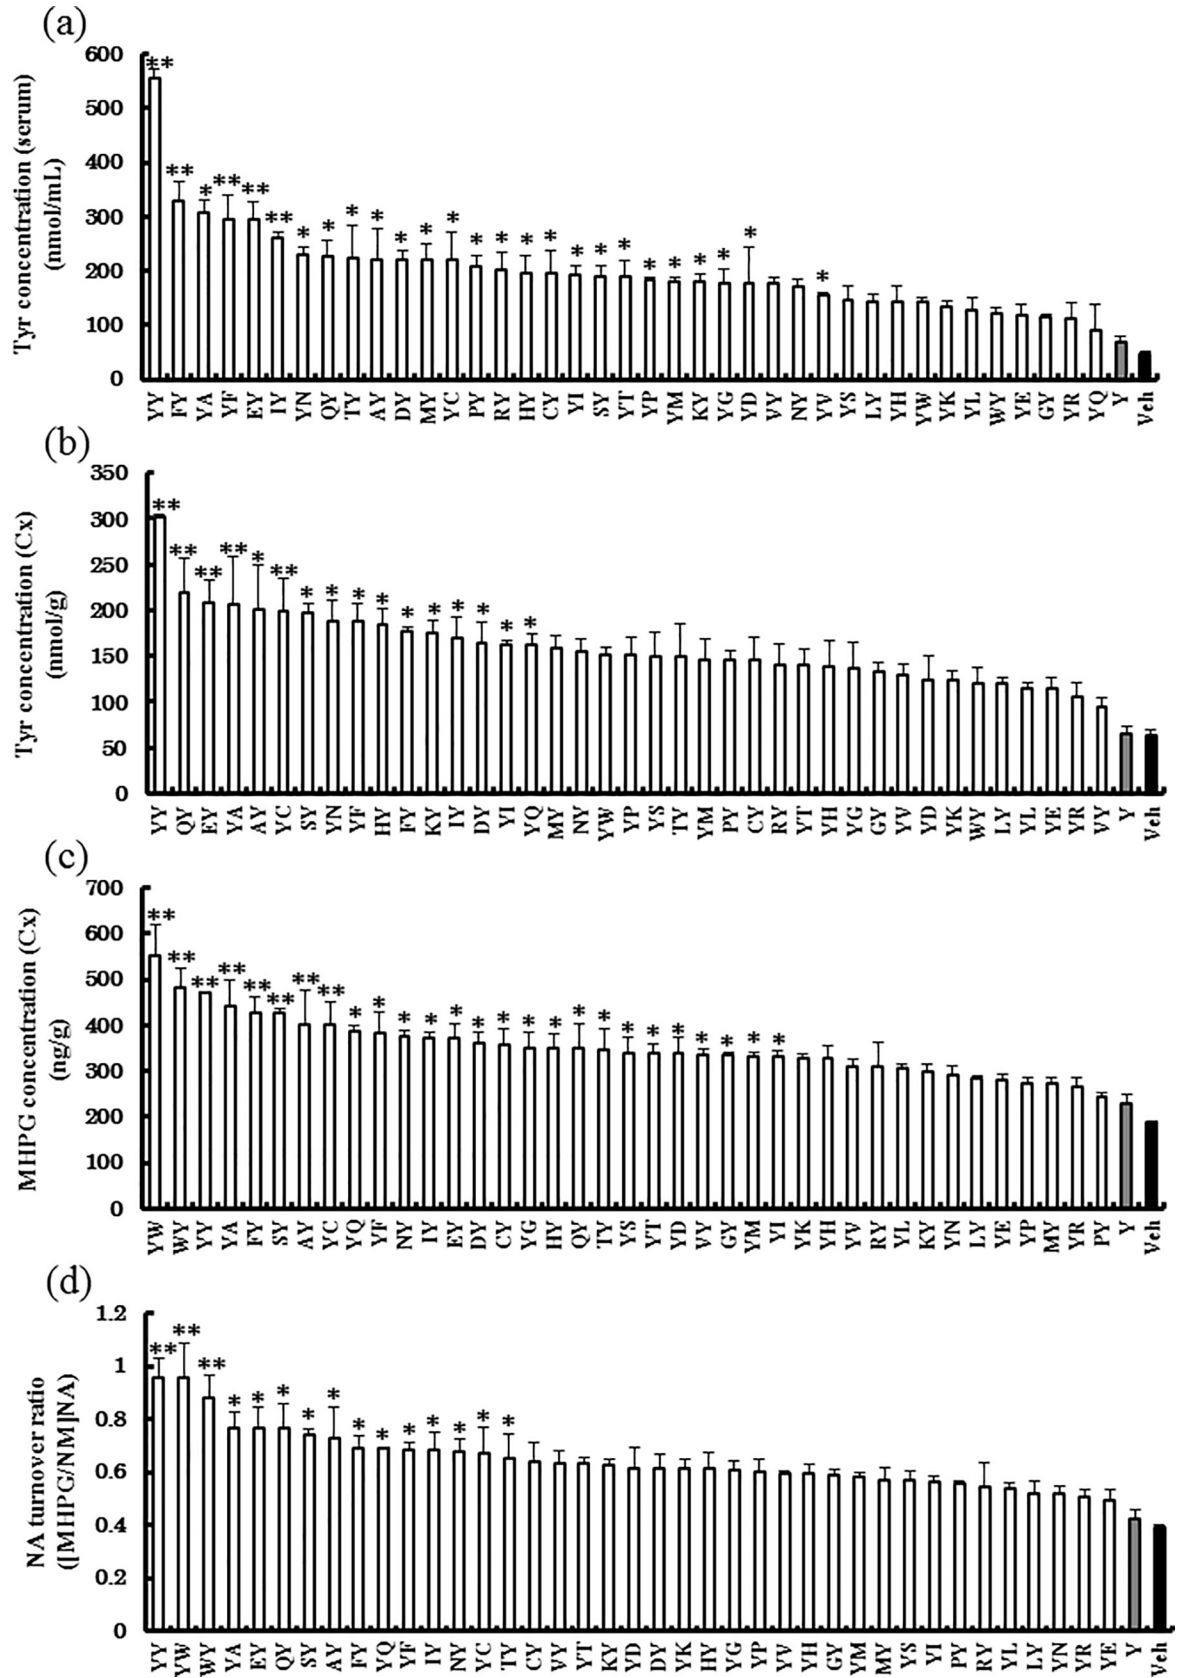 (a)
Tyr concentration (serum)
(nmol/mL)
600
500
400
300
200
100
0
** ** * ** ** ** * * * * * * * * * * * * * * * * * * * *
YY FY YA YF EY IY YN QY TY AY DY MY YC PY RY HY CY YI SY YT YP YM KY YG YD VY NY YV YS LY YH YW YK YL WY YE GY YR YQ Y Veh
(b)
Tyr concentration (Cx)
(nmol/g)
350
300
250
200
150
100
50
0
** ** ** ** * ** * * * * * * * * * *
YY QY EY YA AY YC SY YN YF HY FY KY IY DY YI YQ MY NY YW YP YS TY YM PY CY RY YT YH YG GY YV YD YK WY LY YL YE YR VY Y Veh
(c)
MHPG concentration (Cx)
(ng/g)
700
600
500
400
300
200
100
0
** ** ** ** ** ** ** ** * * * * * * * * * * * * * * * * * *
YW WY YY YA FY SY AY YC YQ YF NY IY EY DY CY YG HY QY TY YS YT YD VY GY YM YI YK YH YV RY YL KY YN LY YE YP MY YR PY Y Veh
(d)
NA turnover ratio
([MHPG/NM]NA)
1.2
1
0.8
0.6
0.4
0.2
0
** ** ** * * * * * * * * * * * *
YY YW WY YA EY QY SY AY FY YQ YF IY NY YC TY CY VY YT KY YD DY YK HY YG YP YV YH GY YM MY YS YI PY RY YL LY YN YR YE Y Veh